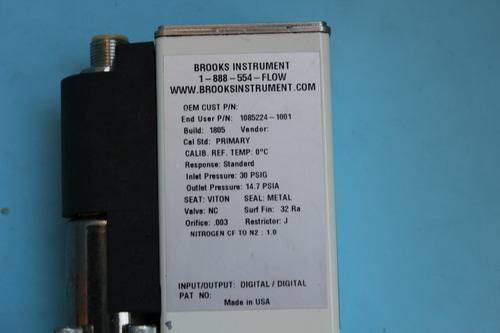 BROOKS INSTRUMENT
1-888-554-FLOW
WWW.BROOKSINSTRUMENT.COM
OEM CUST P/N:
End User P/N: 1085224-1001
Build: 1805 Vendor:
Cal Std: PRIMARY
CALIB. REF. TEMP: 0°C
Response: Standard
Inlet Pressure: 30 PSIG
Outlet Pressure: 14.7 PSIA
SEAT: VITON SEAL: METAL
Valve: NC Surf Fin: 32 Ra
Orifice: .003 Restrictor: J
NITROGEN CF TO N2 : 1.0
INPUT/OUTPUT: DIGITAL / DIGITAL
PAT NO:
Made in USA